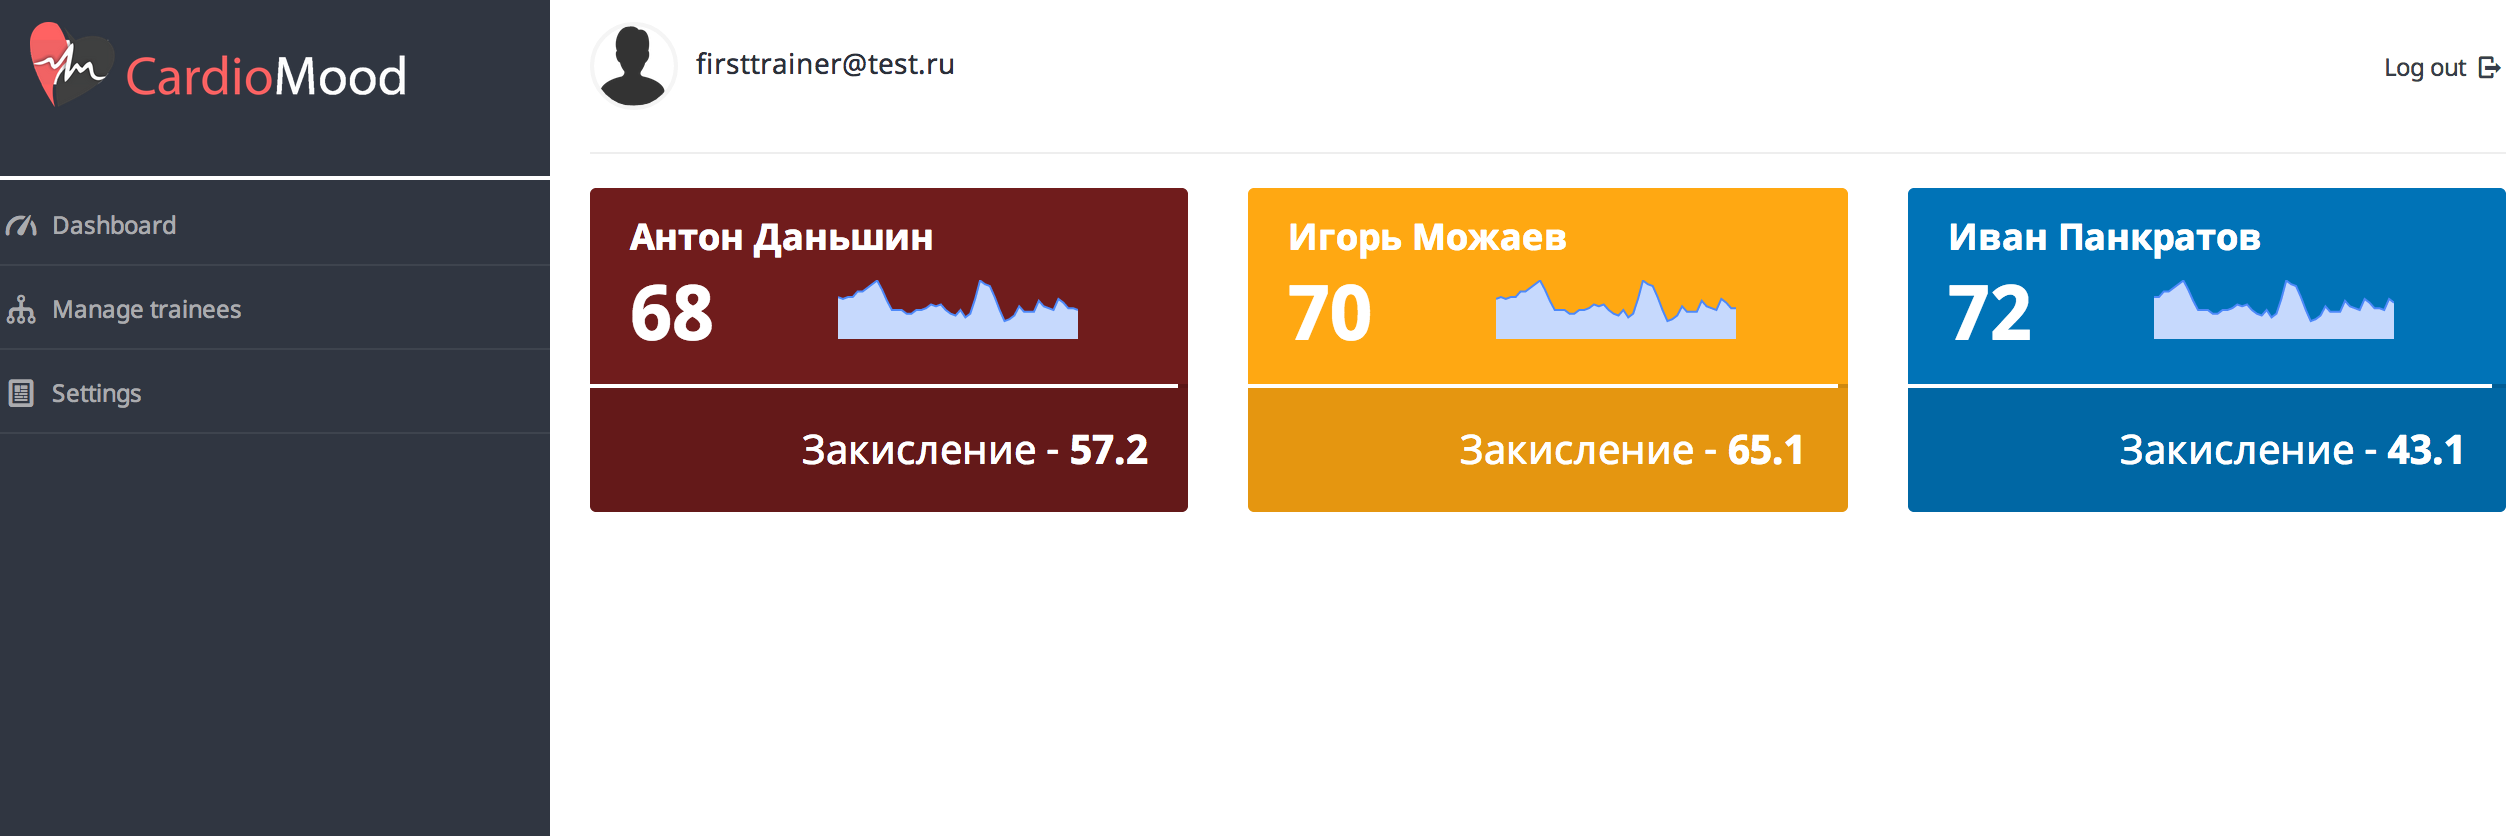 CardioMood
firsttrainer@test.ru
Log out
Dashboard
Manage trainees
Settings
Антон Даньшин
68
Закисление - 57.2
Игорь Можаев
70
Закисление - 65.1
Иван Панкратов
72
Закисление - 43.1